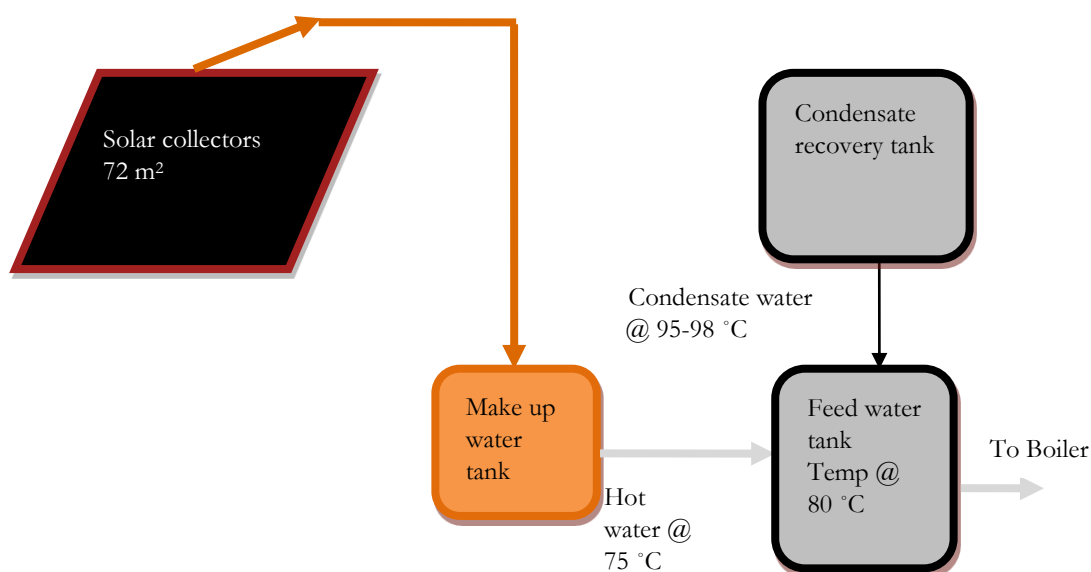 Solar collectors
72 m²
Condensate
recovery tank
Condensate water
@ 95-98 ˚C
Make up
water
tank
Hot
water @
75 ˚C
Feed water
tank
Temp @
80 ˚C
To Boiler